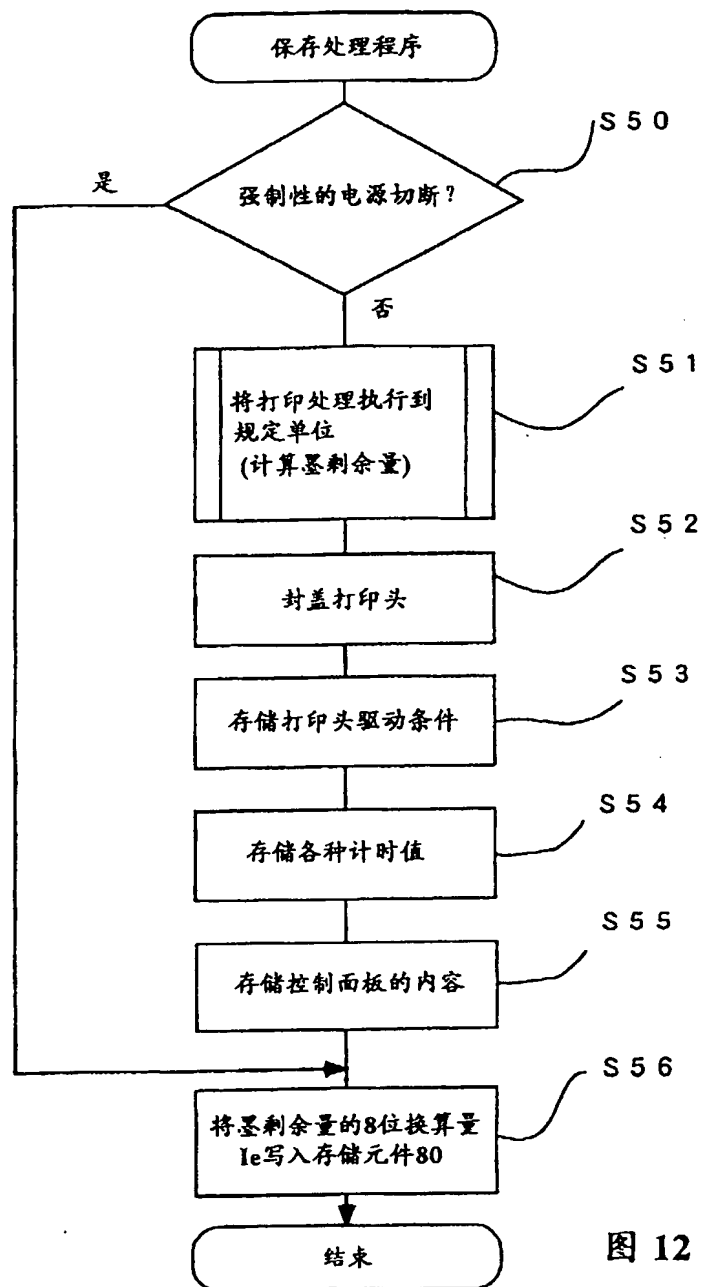 保存处理程序
S50
是
强制性的电源切断?
否
S51
将打印处理执行到
规定单位
(计算墨剩余量)
S52
封盖打印头
S53
存储打印头驱动条件
S54
存储各种计时值
S55
存储控制面板的内容
S56
将墨剩余量的8位换算量
Ie写入存储元件80
结束
图 12